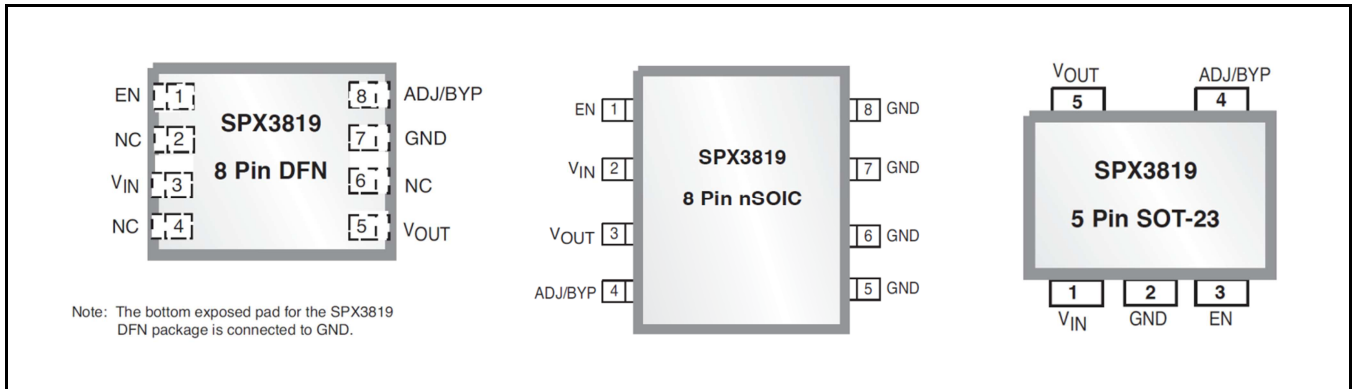 EN 1
NC 2
VIN 3
NC 4
SPX3819
8 Pin DFN
8 ADJ/BYP
7 GND
6 NC
5 VOUT
Note: The bottom exposed pad for the SPX3819
DFN package is connected to GND.
EN 1
VIN 2
VOUT 3
ADJ/BYP 4
SPX3819
8 Pin nSOIC
8 GND
7 GND
6 GND
5 GND
VOUT
ADJ/BYP
5
4
SPX3819
5 Pin SOT-23
1
2
3
VIN
GND
EN